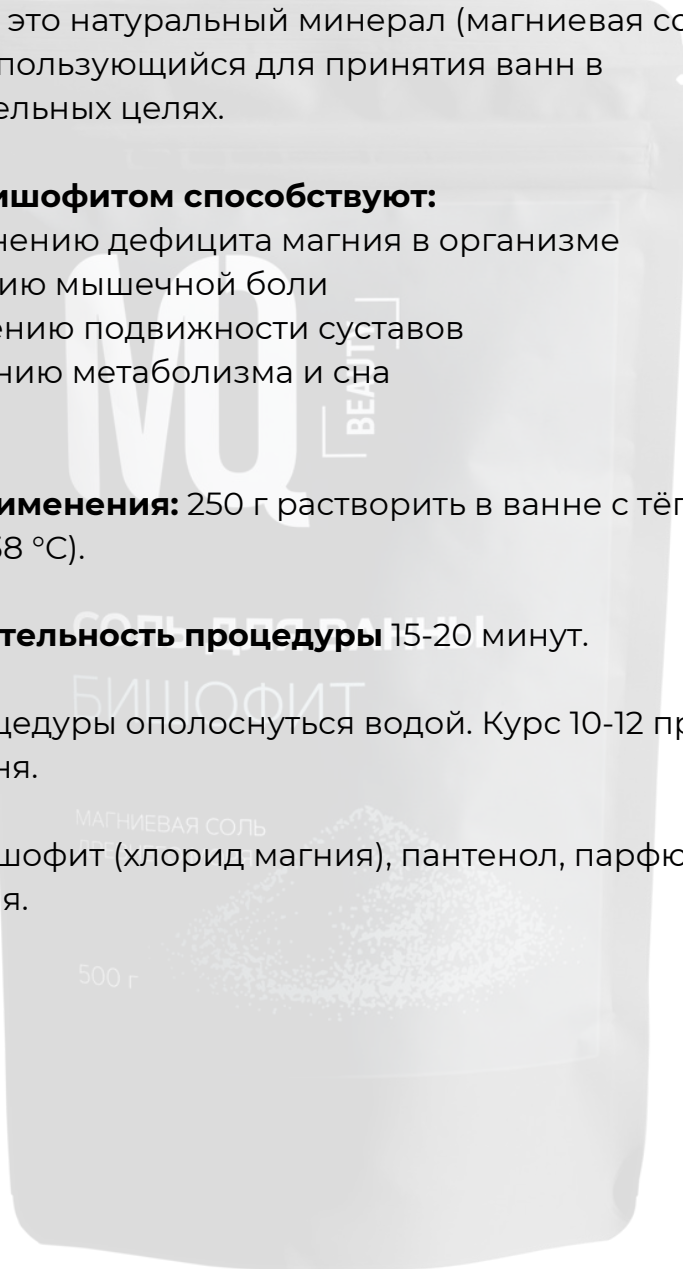 это натуральный минерал (магниевая со
пользующийся для принятия ванн в
ельных целях.
ишофитом способствуют:
нению дефицита магния в организме
ию мышечной боли
ению подвижности суставов
нию метаболизма и сна
MQ
BEAUTY
именения: 250 г растворить в ванне с тёп
38 °C).
тельность процедуры 15-20 минут.
СОЛЬ ДЛЯ ВАННЫ
БИШОФИТ
цедуры ополоснуться водой. Курс 10-12 пр
ня.
МАГНИЕВАЯ СОЛЬ
шофит (хлорид магния), пантенол, парфю
я.
500 г